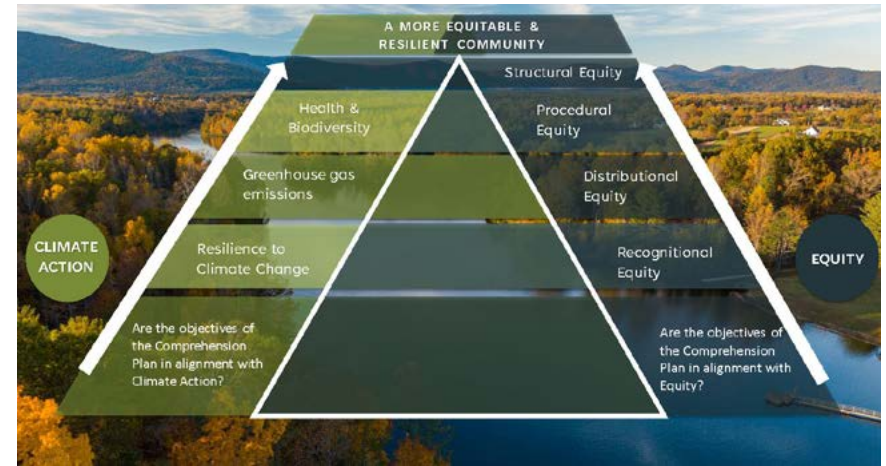 A MORE EQUITABLE &
RESILIENT COMMUNITY
Structural Equity
Health &
Biodiversity
Procedural
Equity
Greenhouse gas
emissions
Distributional
Equity
CLIMATE
ACTION
Resilience to
Climate Change
Recognitional
Equity
EQUITY
Are the objectives of
the Comprehension
Plan in alignment with
Climate Action?
Are the objectives of
the Comprehension
Plan in alignment with
Equity?